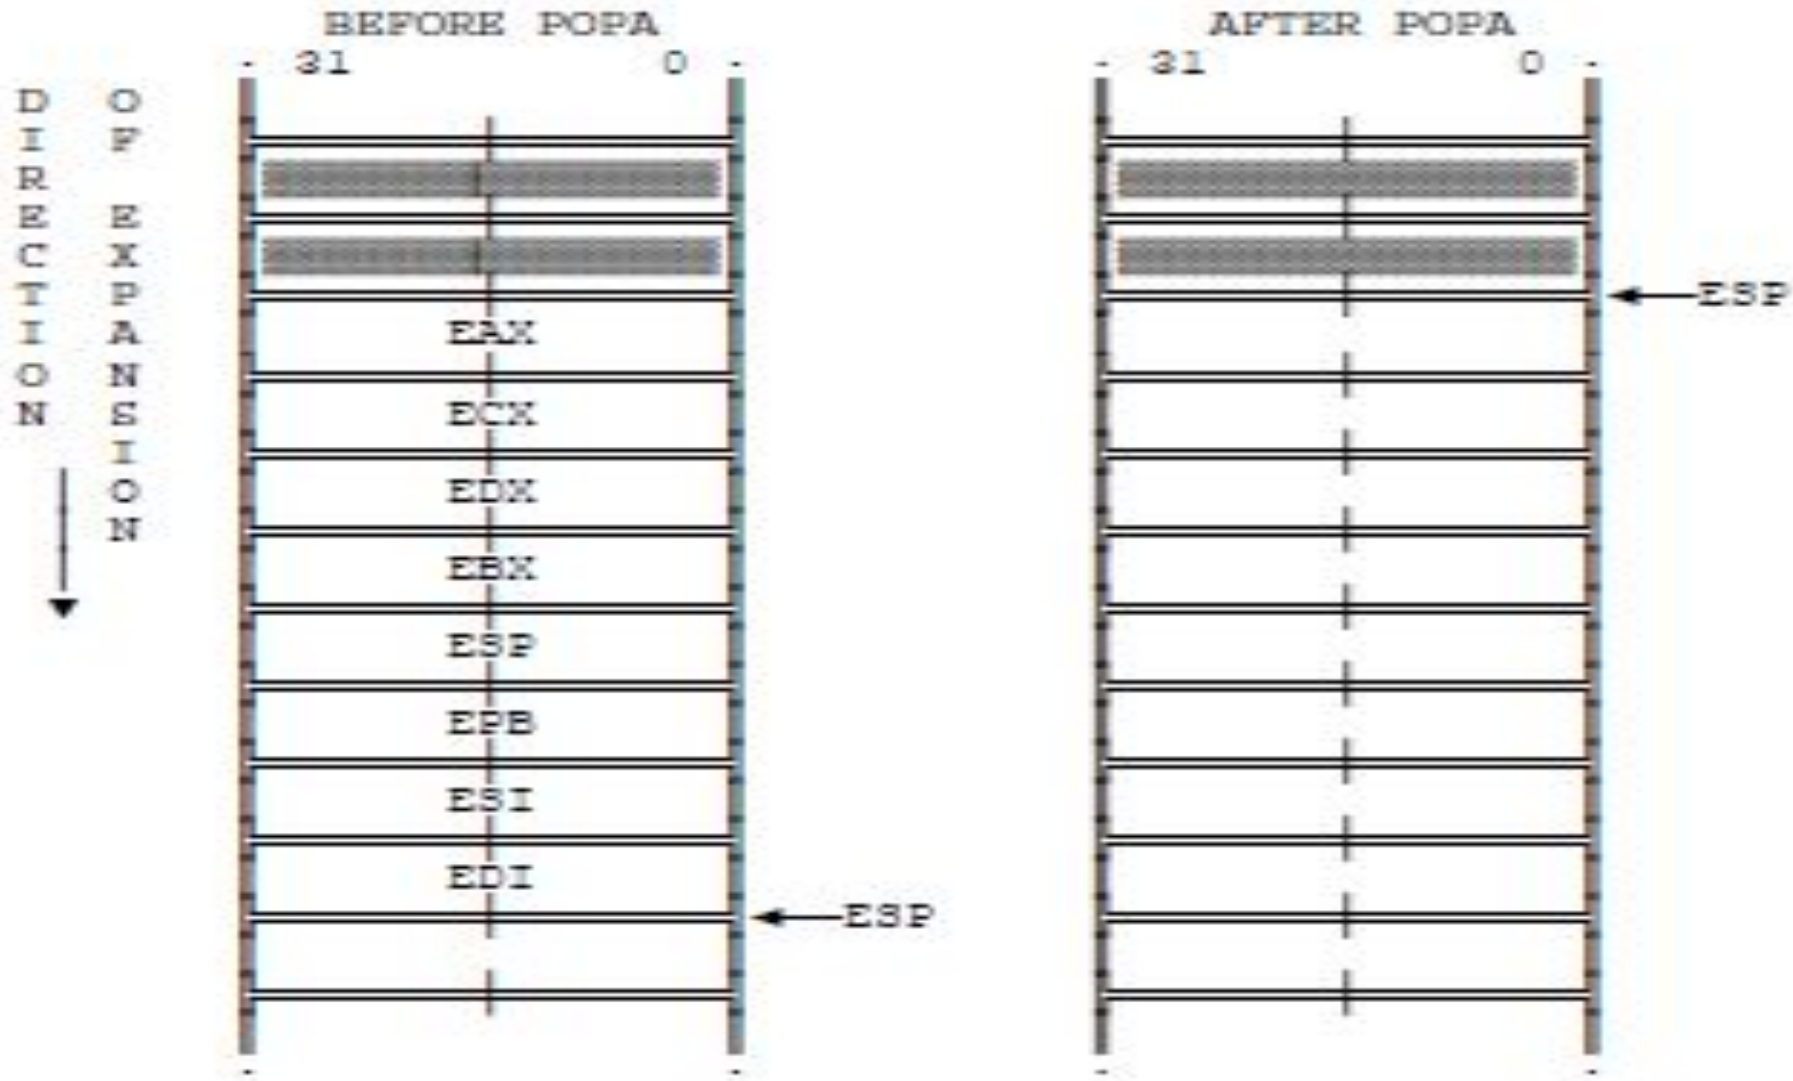 BEFORE POPA
31 0
AFTER POPA
31 0
DIRECTION
OF EXPANSION
EAX
ECX
EDX
EBX
ESP
EPB
ESI
EDI
ESP
ESP